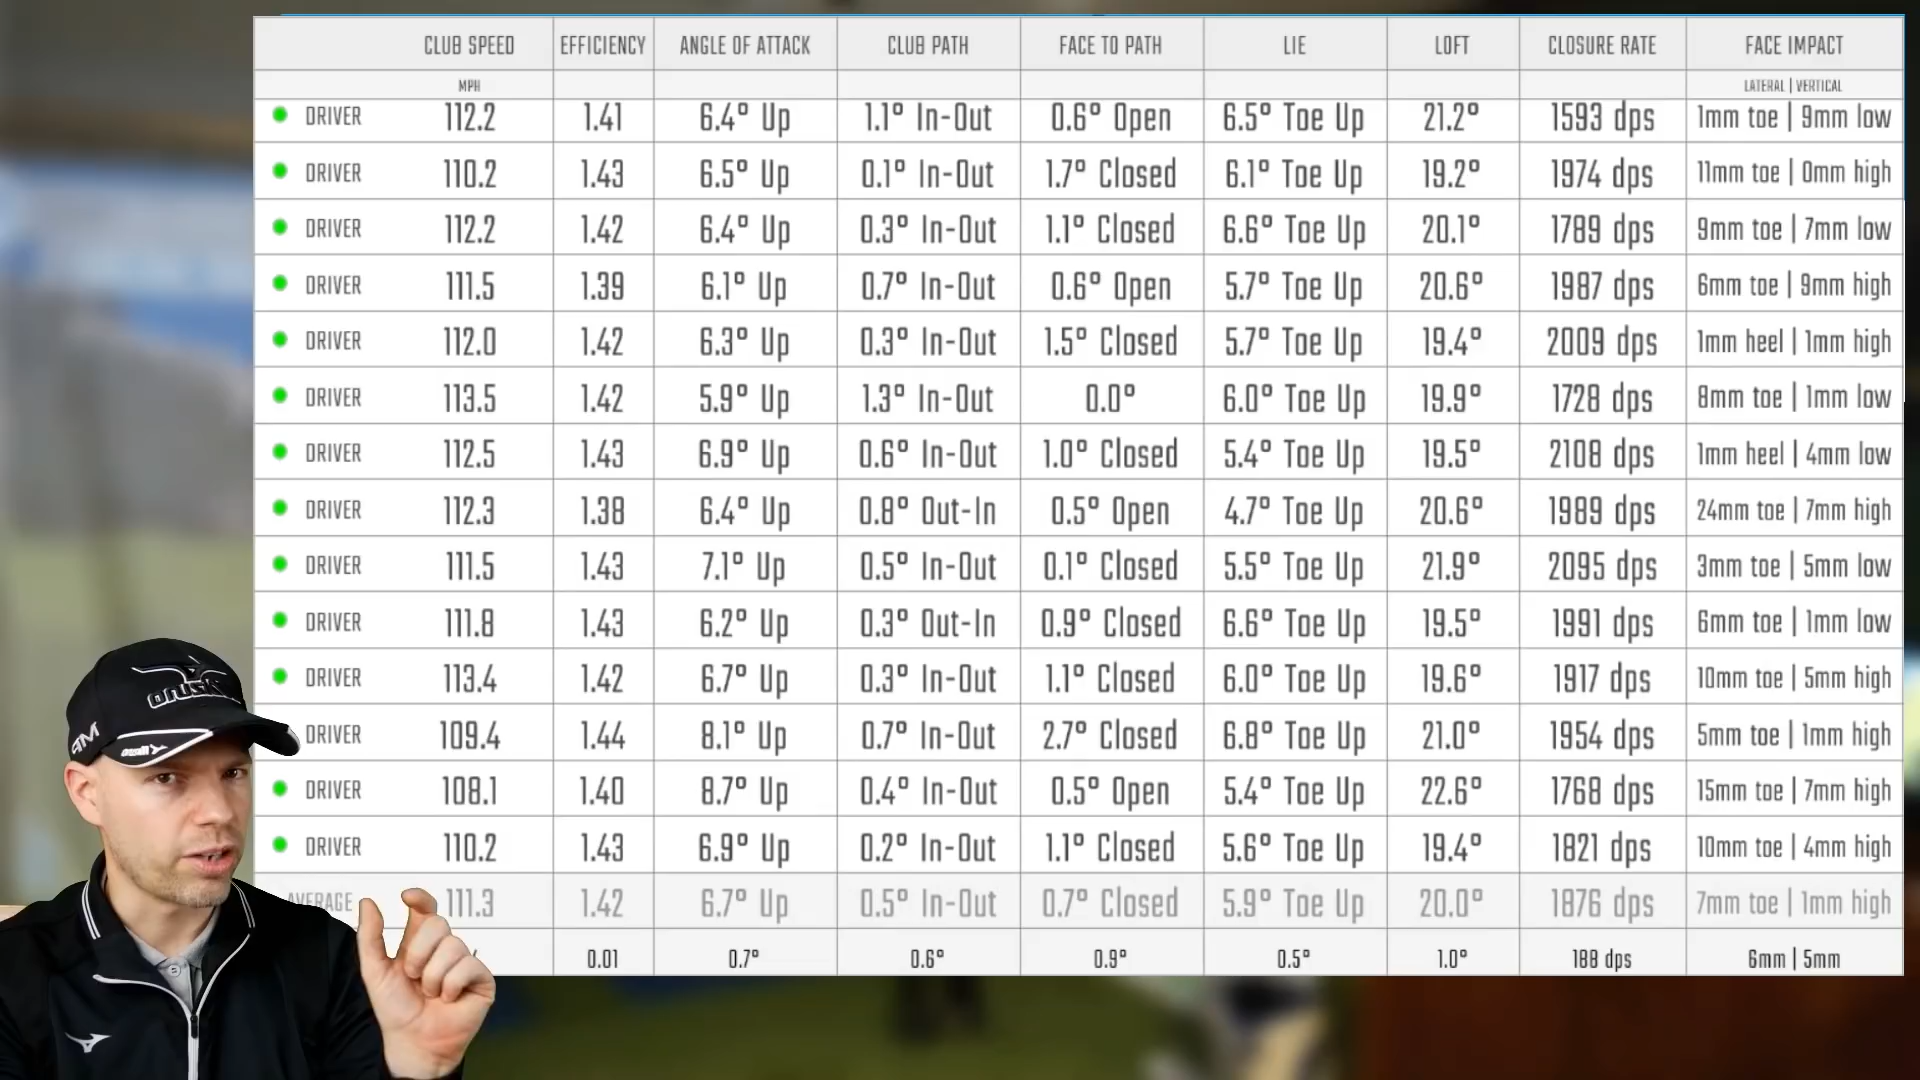 CLUB SPEED EFFICIENCY ANGLE OF ATTACK CLUB PATH FACE TO PATH LIE LOFT CLOSURE RATE FACE IMPACT
MPH LATERAL | VERTICAL
DRIVER 112.2 1.41 6.4° Up 1.1° In-Out 0.6° Open 6.5° Toe Up 21.2° 1593 dps 1mm toe | 9mm low
DRIVER 110.2 1.43 6.5° Up 0.1° In-Out 1.7° Closed 6.1° Toe Up 19.2° 1974 dps 11mm toe | 0mm high
DRIVER 112.2 1.42 6.4° Up 0.3° In-Out 1.1° Closed 6.6° Toe Up 20.1° 1789 dps 9mm toe | 7mm low
DRIVER 111.5 1.39 6.1° Up 0.7° In-Out 0.6° Open 5.7° Toe Up 20.6° 1987 dps 6mm toe | 9mm high
DRIVER 112.0 1.42 6.3° Up 0.3° In-Out 1.5° Closed 5.7° Toe Up 19.4° 2009 dps 1mm heel | 1mm high
DRIVER 113.5 1.42 5.9° Up 1.3° In-Out 0.0° 6.0° Toe Up 19.9° 1728 dps 8mm toe | 1mm low
DRIVER 112.5 1.43 6.9° Up 0.6° In-Out 1.0° Closed 5.4° Toe Up 19.5° 2108 dps 1mm heel | 4mm low
DRIVER 112.3 1.38 6.4° Up 0.8° Out-In 0.5° Open 4.7° Toe Up 20.6° 1989 dps 24mm toe | 7mm high
DRIVER 111.5 1.43 7.1° Up 0.5° In-Out 0.1° Closed 5.5° Toe Up 21.9° 2095 dps 3mm toe | 5mm low
DRIVER 111.8 1.43 6.2° Up 0.3° Out-In 0.9° Closed 6.6° Toe Up 19.5° 1991 dps 6mm toe | 1mm low
DRIVER 113.4 1.42 6.7° Up 0.3° In-Out 1.1° Closed 6.0° Toe Up 19.6° 1917 dps 10mm toe | 5mm high
DRIVER 109.4 1.44 8.1° Up 0.7° In-Out 2.7° Closed 6.8° Toe Up 21.0° 1954 dps 5mm toe | 1mm high
DRIVER 108.1 1.40 8.7° Up 0.4° In-Out 0.5° Open 5.4° Toe Up 22.6° 1768 dps 15mm toe | 7mm high
DRIVER 110.2 1.43 6.9° Up 0.2° In-Out 1.1° Closed 5.6° Toe Up 19.4° 1821 dps 10mm toe | 4mm high
AVERAGE 111.3 1.42 6.7° Up 0.5° In-Out 0.7° Closed 5.9° Toe Up 20.0° 1876 dps 7mm toe | 1mm high
0.01 0.7° 0.6° 0.9° 0.5° 1.0° 188 dps 6mm | 5mm